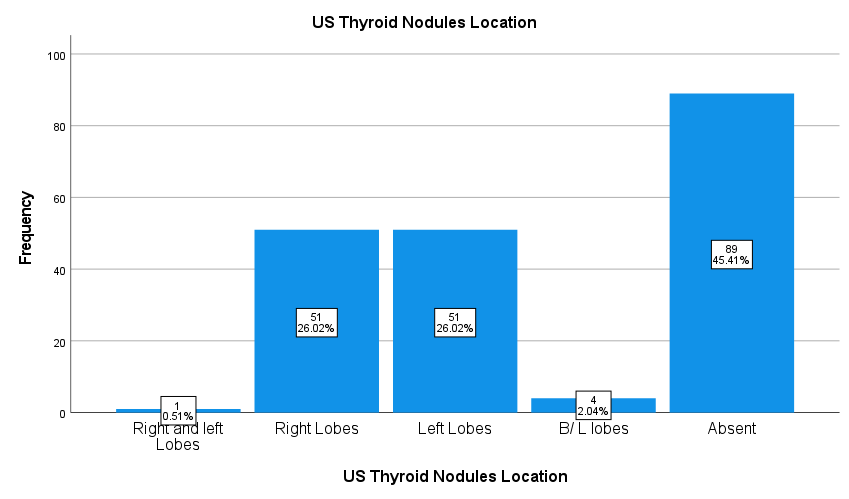 US Thyroid Nodules Location
100
80
60
40
20
0
Frequency
1
0.51%
51
26.02%
51
26.02%
4
2.04%
89
45.41%
Right and left
Lobes
Right Lobes
Left Lobes
B/ L lobes
Absent
US Thyroid Nodules Location